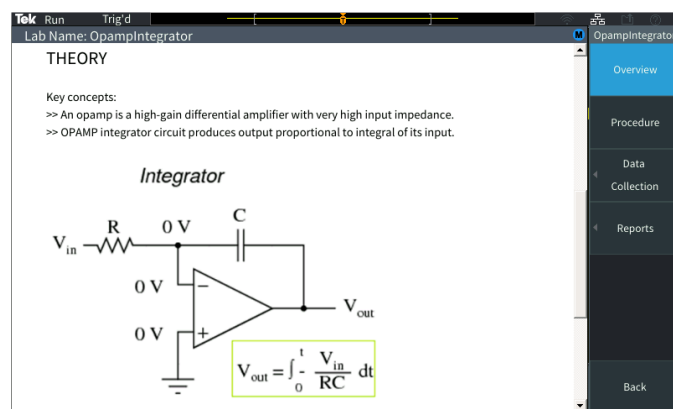 Tek Run Trig'd
Lab Name: OpampIntegrator
M
OpampIntegrato
THEORY
Key concepts:
>> An opamp is a high-gain differential amplifier with very high input impedance.
>> OPAMP integrator circuit produces output proportional to integral of its input.
Integrator
R
0 V
C
Vin
0 V
−
Vout
0 V
+
Vout = ∫0t - Vin/RC dt
Overview
Procedure
Data
Collection
Reports
Back